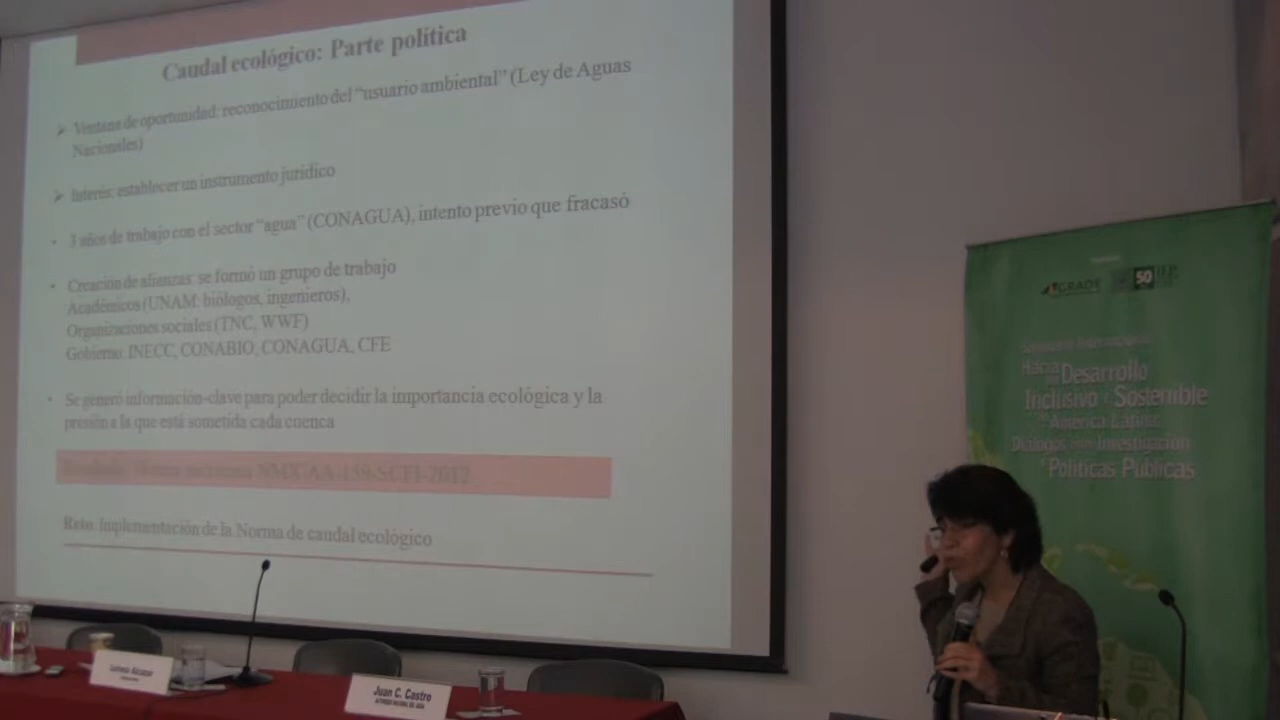 Caudal ecológico: Parte política
Ventana de oportunidad: reconocimiento del "usuario ambiental" (Ley de Aguas
Nacionales)
Interés: establecer un instrumento jurídico
3 años de trabajo con el sector "agua" (CONAGUA), intento previo que fracasó
Creación de alianzas: se formó un grupo de trabajo
Académicos (UNAM: biólogos, ingenieros),
Organizaciones sociales (TNC, WWF)
Gobierno: INECC, CONABIO, CONAGUA, CFE
Se generó información-clave para poder decidir la importancia ecológica y la
presión a la que está sometida cada cuenca
NMX-AA-159-SCFI-2012
Reto: Implementación de la Norma de caudal ecológico
GRADE
50
Hacia
Desarrollo
Inclusivo y Sostenible
América Latina
Diálogos investigación
y Políticas Públicas
Lorena Alcázar
Juan C. Castro